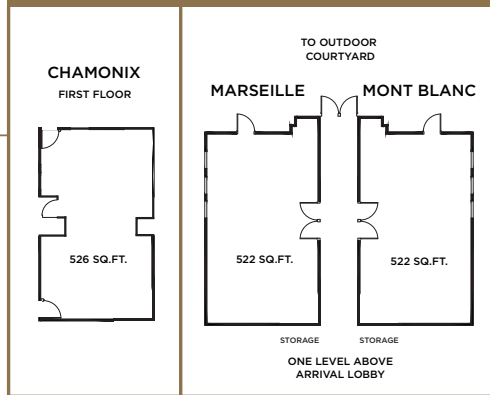 CHAMONIX
FIRST FLOOR
526 SQ.FT.
TO OUTDOOR
COURTYARD
MARSEILLE
MONT BLANC
522 SQ.FT.
522 SQ.FT.
STORAGE
STORAGE
ONE LEVEL ABOVE
ARRIVAL LOBBY